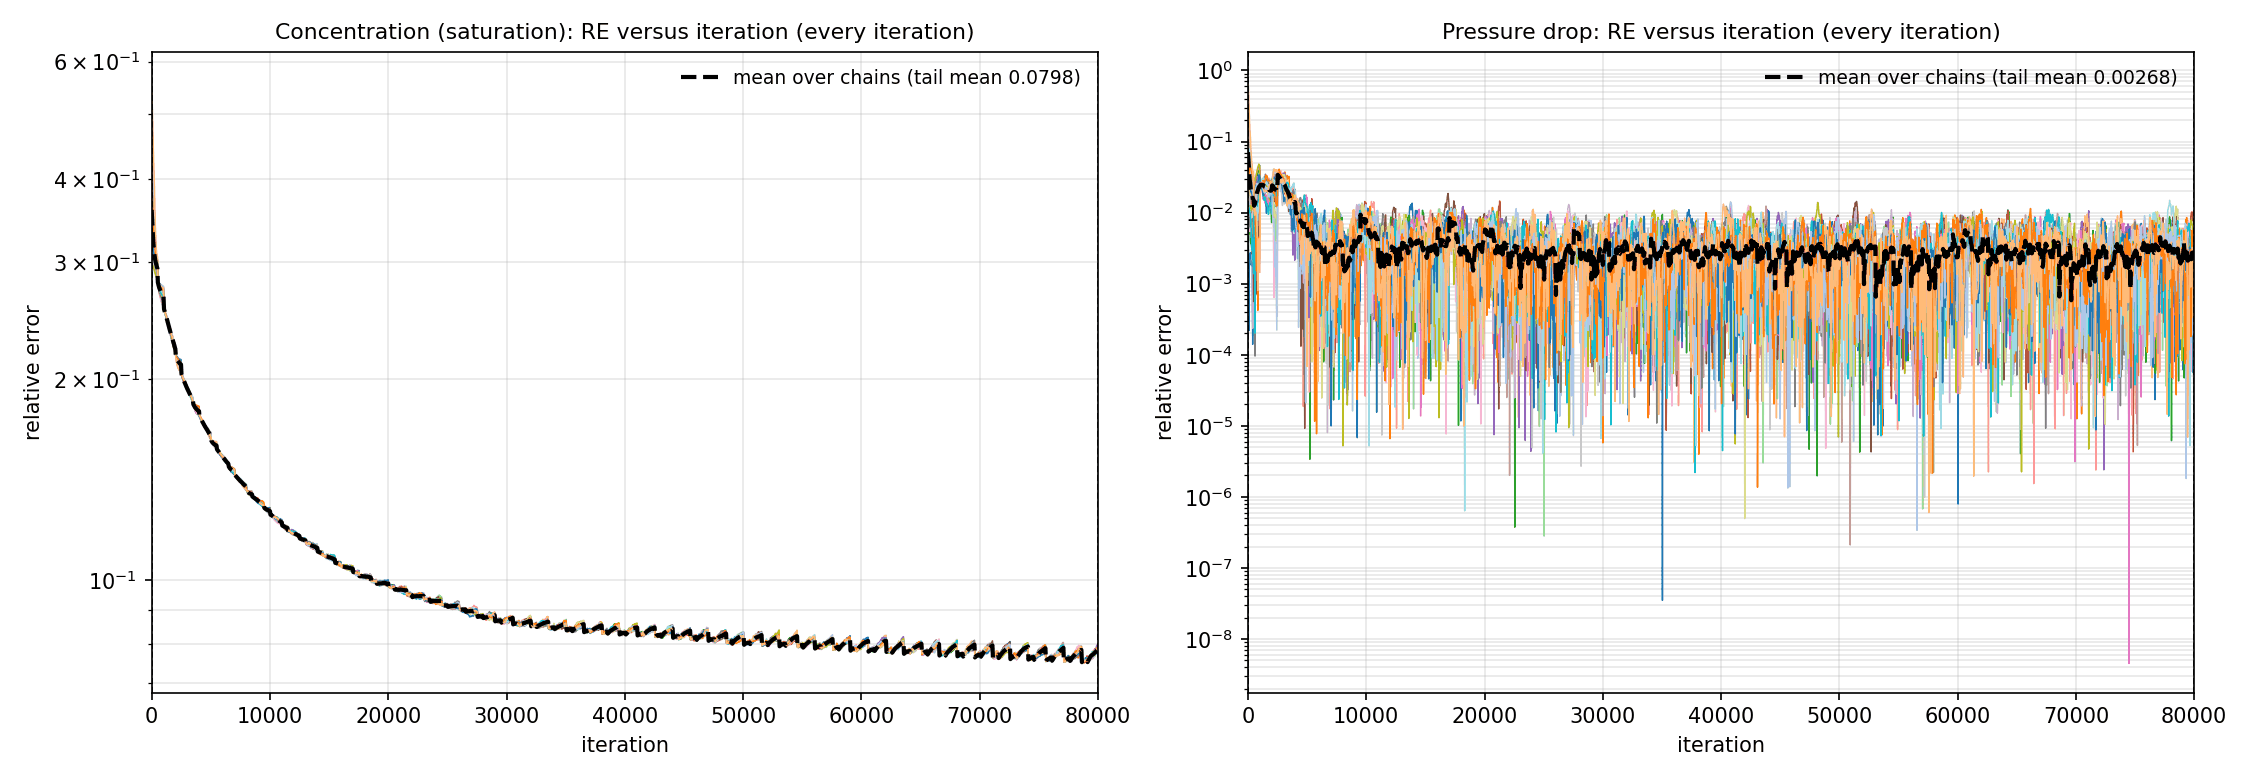 Concentration (saturation): RE versus iteration (every iteration)
mean over chains (tail mean 0.0798)
relative error
6 × 10⁻¹
4 × 10⁻¹
3 × 10⁻¹
2 × 10⁻¹
10⁻¹
0 10000 20000 30000 40000 50000 60000 70000 80000
iteration
Pressure drop: RE versus iteration (every iteration)
mean over chains (tail mean 0.00268)
relative error
10⁰
10⁻¹
10⁻²
10⁻³
10⁻⁴
10⁻⁵
10⁻⁶
10⁻⁷
10⁻⁸
0 10000 20000 30000 40000 50000 60000 70000 80000
iteration